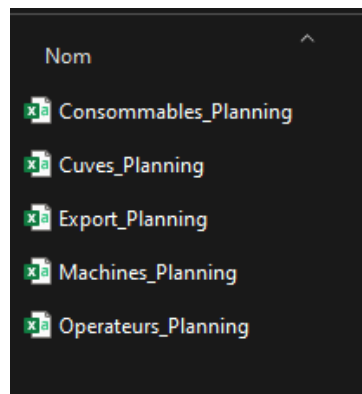 Nom
Consommables_Planning
Cuves_Planning
Export_Planning
Machines_Planning
Operateurs_Planning